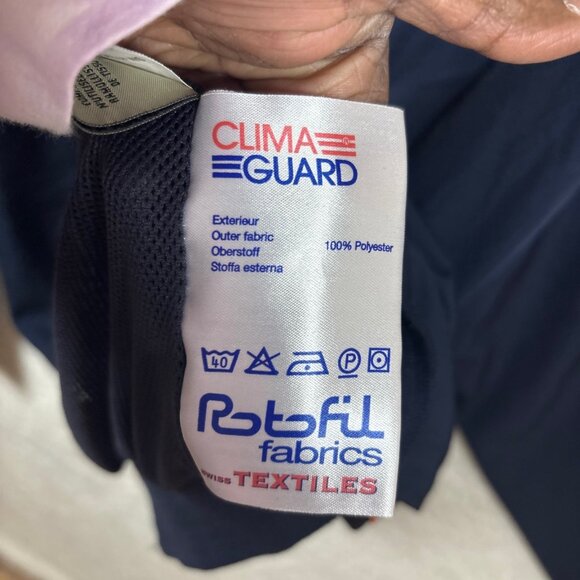 CLIMA
GUARD
Exterieur
Outer fabric
Oberstoff
Stoffa esterna
100% Polyester
40
P
Rotofil
fabrics
SWISS TEXTILES